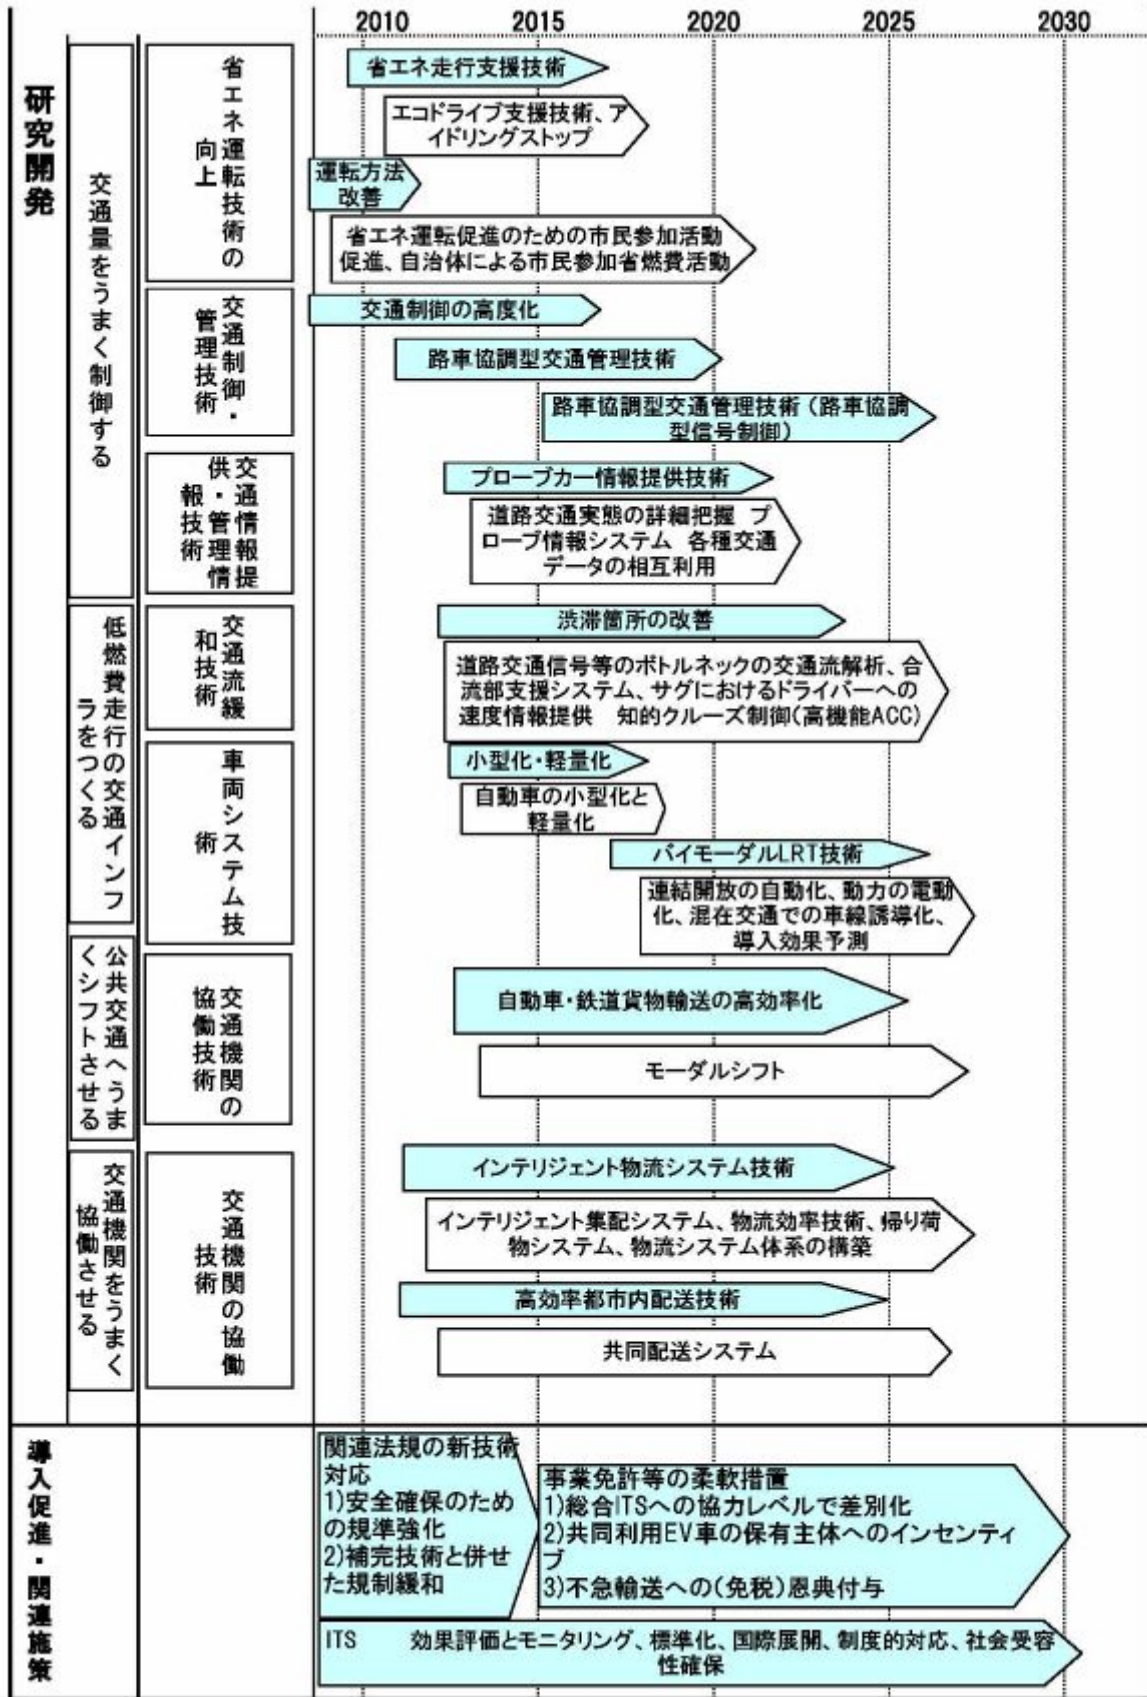 2010 2015 2020 2025 2030
研究開発
交通量をうまく制御する
省エネ運転技術の
向上
省エネ走行支援技術
エコドライブ支援技術、ア
イドリングストップ
運転方法
改善
省エネ運転促進のための市民参加活動
促進、自治体による市民参加省燃費活動
交通制御・
管理技術
交通制御の高度化
路車協調型交通管理技術
路車協調型交通管理技術（路車協調
型信号制御）
交通情報提
供・管理情
報技術
プローブカー情報提供技術
道路交通実態の詳細把握 プ
ローブ情報システム 各種交通
データの相互利用
低燃費走行の交通インフ
ラをつくる
交通流緩
和技術
渋滞箇所の改善
道路交通信号等のボトルネックの交通流解析、合
流部支援システム、サグにおけるドライバーへの
速度情報提供 知的クルーズ制御(高機能ACC)
車両システム技
術
小型化・軽量化
自動車の小型化と
軽量化
バイモーダルLRT技術
連結開放の自動化、動力の電動
化、混在交通での車線誘導化、
導入効果予測
公共交通へうま
くシフトさせる
交通機関の
協働技術
自動車・鉄道貨物輸送の高効率化
モーダルシフト
交通機関をうまく
協働させる
交通機関の協働
技術
インテリジェント物流システム技術
インテリジェント集配システム、物流効率技術、帰り荷
物システム、物流システム体系の構築
高効率都市内配送技術
共同配送システム
導入促進・関連施策
関連法規の新技術
対応
1)安全確保のため
の規準強化
2)補完技術と併せ
た規制緩和
事業免許等の柔軟措置
1)総合ITSへの協力レベルで差別化
2)共同利用EV車の保有主体へのインセンティ
ブ
3)不急輸送への(免税)恩典付与
ITS 効果評価とモニタリング、標準化、国際展開、制度的対応、社会受容
性確保